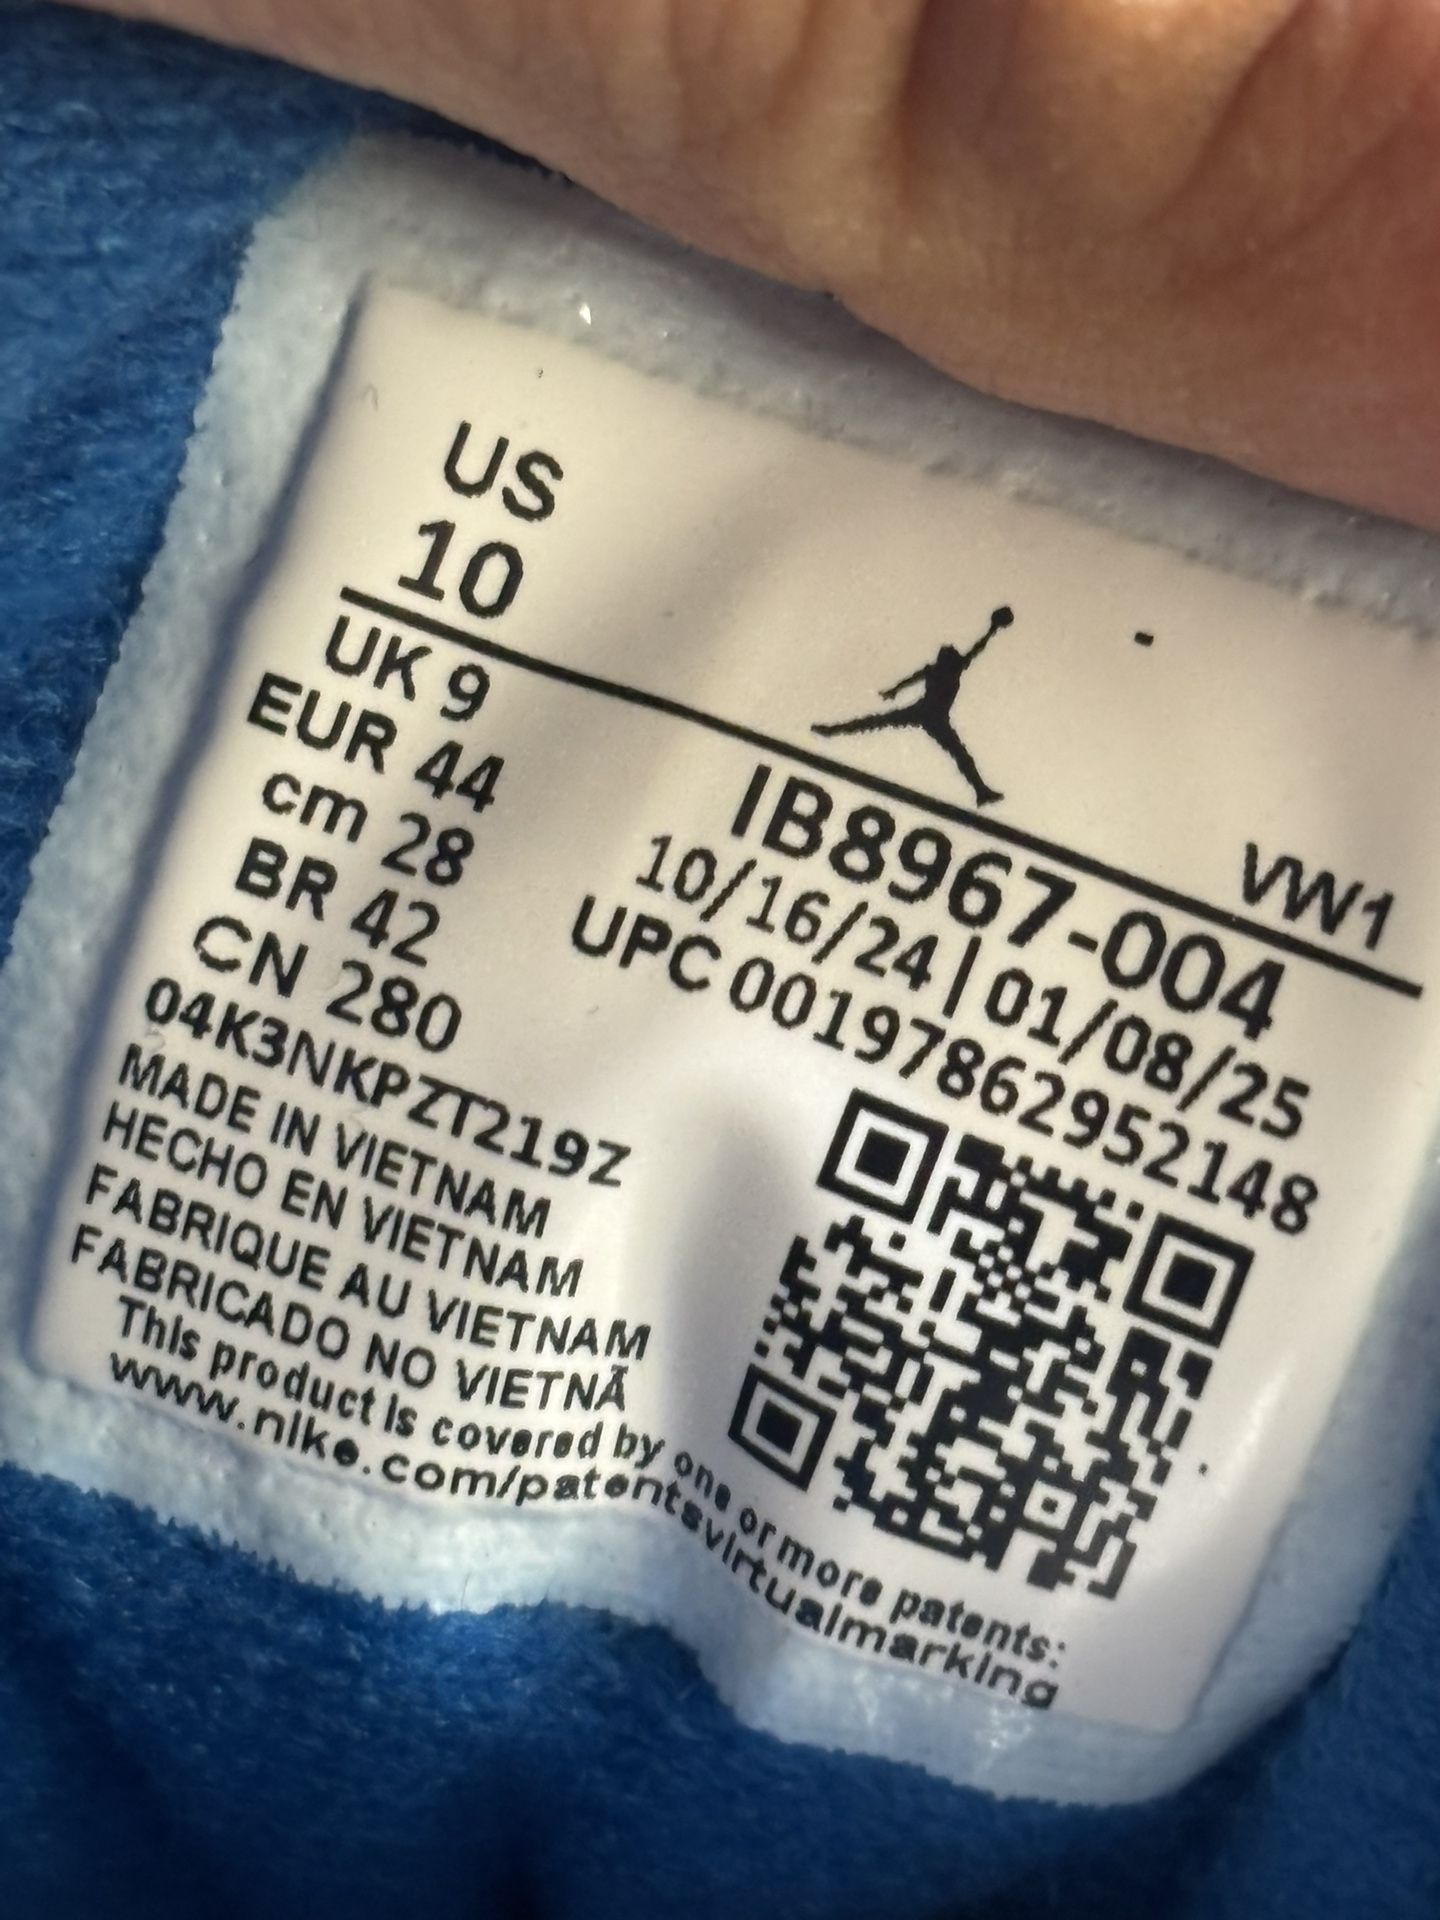 US
10
UK 9
EUR 44
cm 28
BR 42
CN 280
04K3NKPZT219Z
MADE IN VIETNAM
HECHO EN VIETNAM
FABRIQUE AU VIETNAM
FABRICADO NO VIETNÃ
This product is covered by one or more patents:
www.nike.com/patentsvirtualmarking
VW1
IB8967-004
10/16/24 | 01/08/25
UPC 00197862952148